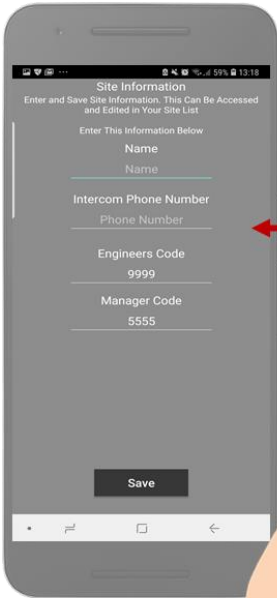 59% 13:18
Site Information
Enter and Save Site Information. This Can Be Accessed
and Edited in Your Site List
Enter This Information Below
Name
Name
Intercom Phone Number
Phone Number
Engineers Code
9999
Manager Code
5555
Save